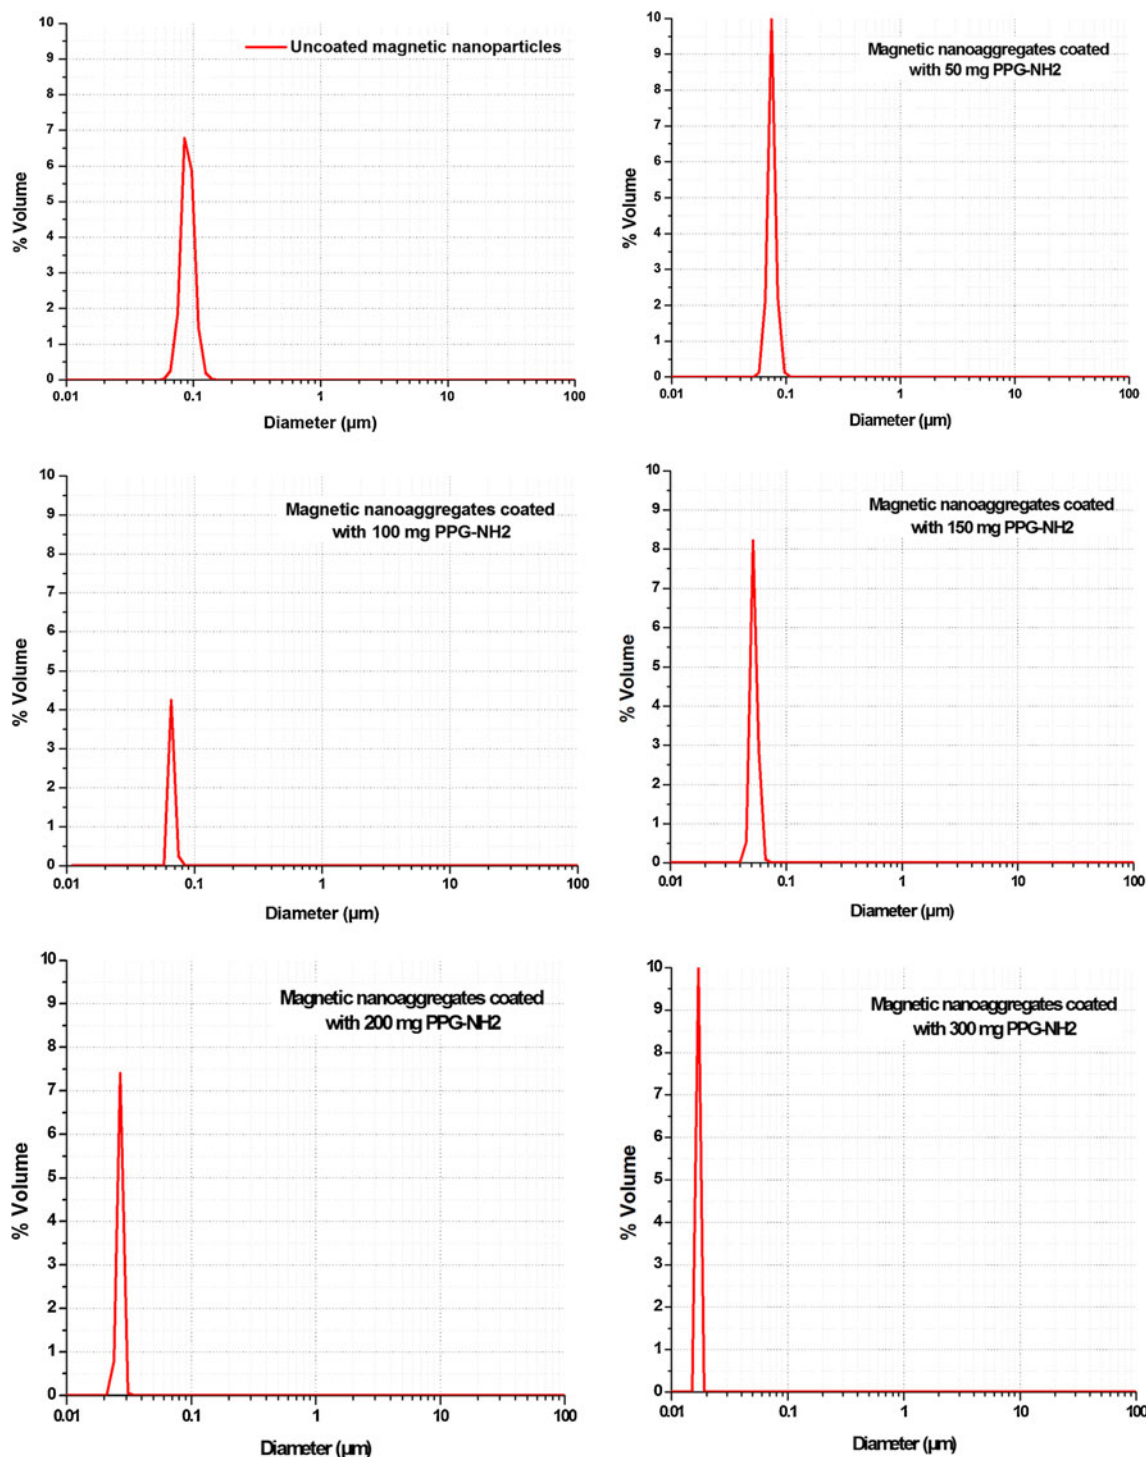 10
9
8
7
6
5
4
3
2
1
0
% Volume
Uncoated magnetic nanoparticles
0.01 0.1 1 10 100
Diameter (µm)
10
9
8
7
6
5
4
3
2
1
0
% Volume
Magnetic nanoaggregates coated
with 50 mg PPG-NH2
0.01 0.1 1 10 100
Diameter (µm)
10
9
8
7
6
5
4
3
2
1
0
% Volume
Magnetic nanoaggregates coated
with 100 mg PPG-NH2
0.01 0.1 1 10 100
Diameter (µm)
10
9
8
7
6
5
4
3
2
1
0
% Volume
Magnetic nanoaggregates coated
with 150 mg PPG-NH2
0.01 0.1 1 10 100
Diameter (µm)
10
9
8
7
6
5
4
3
2
1
0
% Volume
Magnetic nanoaggregates coated
with 200 mg PPG-NH2
0.01 0.1 1 10 100
Diameter (µm)
10
9
8
7
6
5
4
3
2
1
0
% Volume
Magnetic nanoaggregates coated
with 300 mg PPG-NH2
0.01 0.1 1 10 100
Diameter (µm)